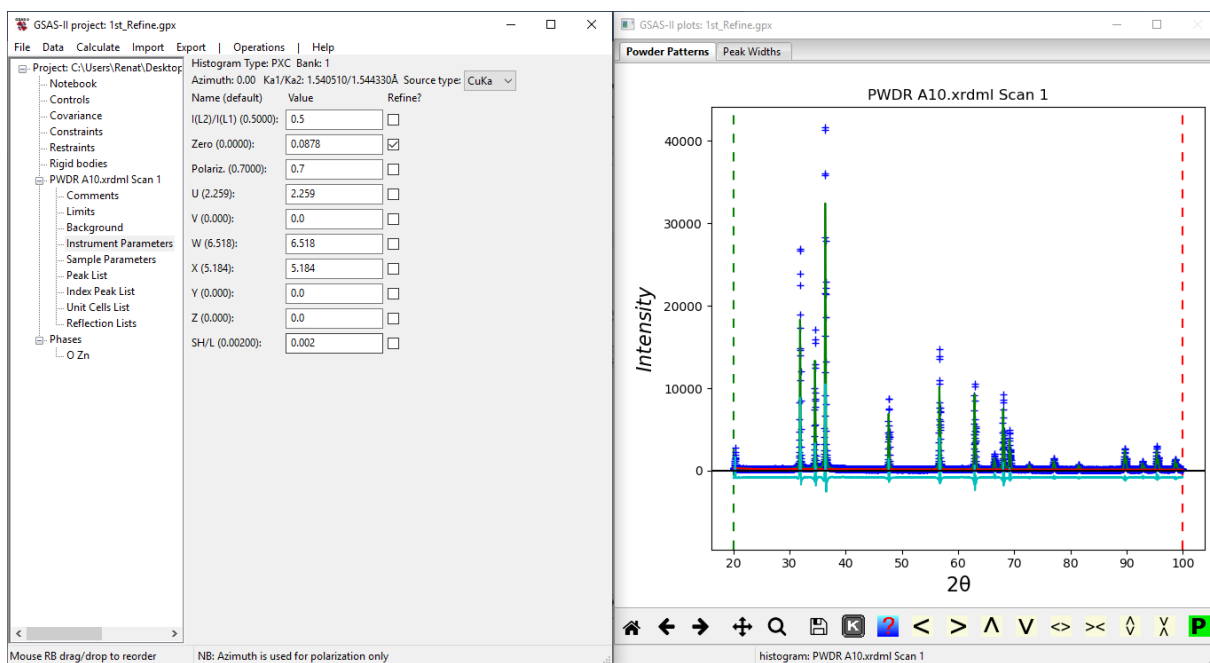 GSAS-II project: 1st_Refine.gpx
File Data Calculate Import Export | Operations | Help
Project: C:\Users\Renat\Desktop
Notebook
Controls
Covariance
Constraints
Restraints
Rigid bodies
PWDR A10.xrdml Scan 1
Comments
Limits
Background
Instrument Parameters
Sample Parameters
Peak List
Index Peak List
Unit Cells List
Reflection Lists
Phases
O Zn
Mouse RB drag/drop to reorder
Histogram Type: PXC Bank: 1
Azimuth: 0.00 Ka1/Ka2: 1.540510/1.544330Å Source type: CuKa
Name (default) Value Refine?
I(L2)/I(L1) (0.5000): 0.5
Zero (0.0000): 0.0878
Polariz. (0.7000): 0.7
U (2.259): 2.259
V (0.000): 0.0
W (6.518): 6.518
X (5.184): 5.184
Y (0.000): 0.0
Z (0.000): 0.0
SH/L (0.00200): 0.002
NB: Azimuth is used for polarization only
GSAS-II plots: 1st_Refine.gpx
Powder Patterns Peak Widths
PWDR A10.xrdml Scan 1
Intensity
40000
30000
20000
10000
0
20 30 40 50 60 70 80 90 100
2θ
K ? < > Λ V <> >< P
histogram: PWDR A10.xrdml Scan 1